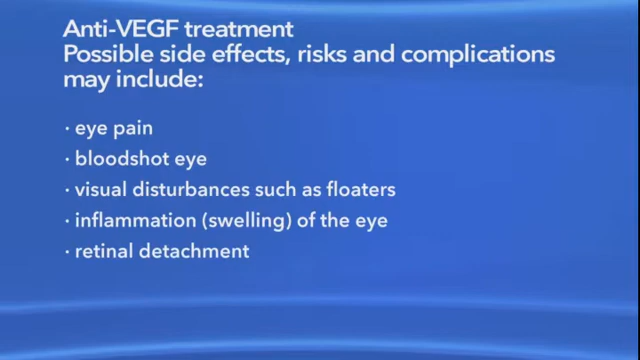 Anti-VEGF treatment
Possible side effects, risks and complications
may include:
· eye pain
· bloodshot eye
· visual disturbances such as floaters
· inflammation (swelling) of the eye
· retinal detachment